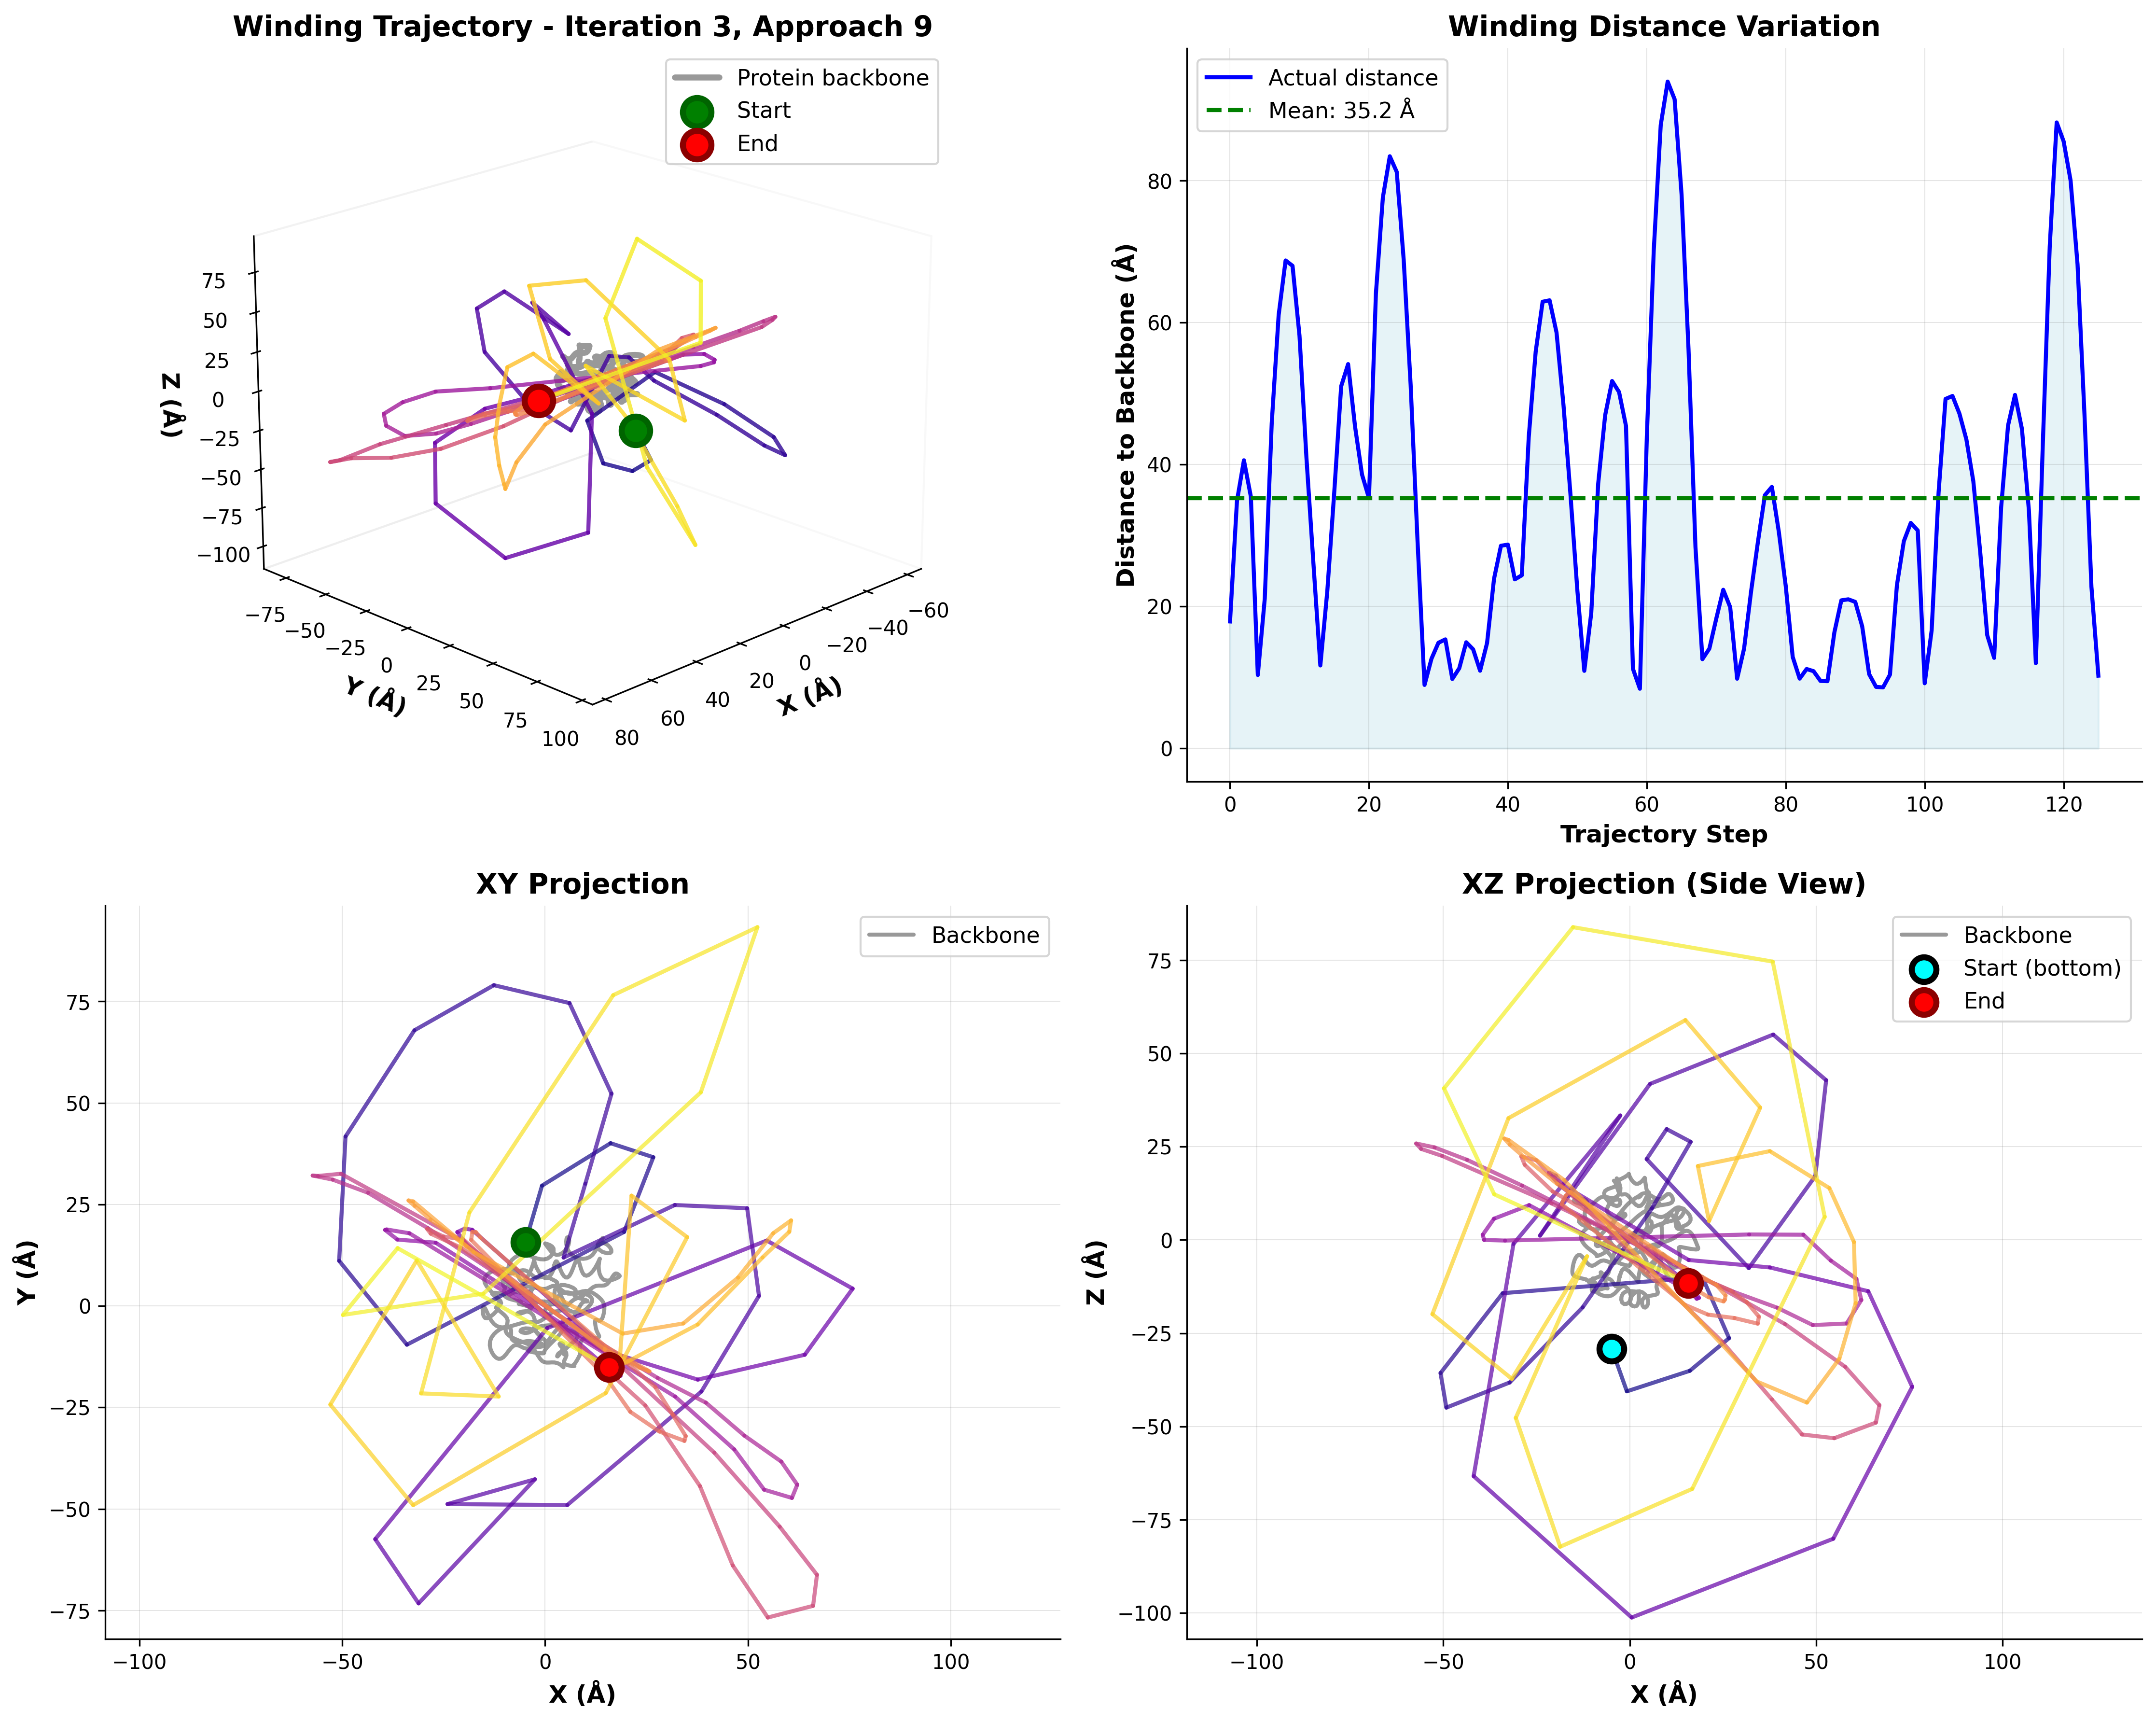 Winding Trajectory - Iteration 3, Approach 9
Protein backbone
Start
End
75
50
25
0
−25
−50
−75
−100
Z (Å)
−75
−50
−25
0
25
50
75
100
Y (Å)
80
60
40
20
0
−20
−40
−60
X (Å)
Winding Distance Variation
Actual distance
Mean: 35.2 Å
80
60
40
20
0
Distance to Backbone (Å)
0
20
40
60
80
100
120
Trajectory Step
XY Projection
Backbone
75
50
25
0
−25
−50
−75
Y (Å)
−100
−50
0
50
100
X (Å)
XZ Projection (Side View)
Backbone
Start (bottom)
End
75
50
25
0
−25
−50
−75
−100
Z (Å)
−100
−50
0
50
100
X (Å)